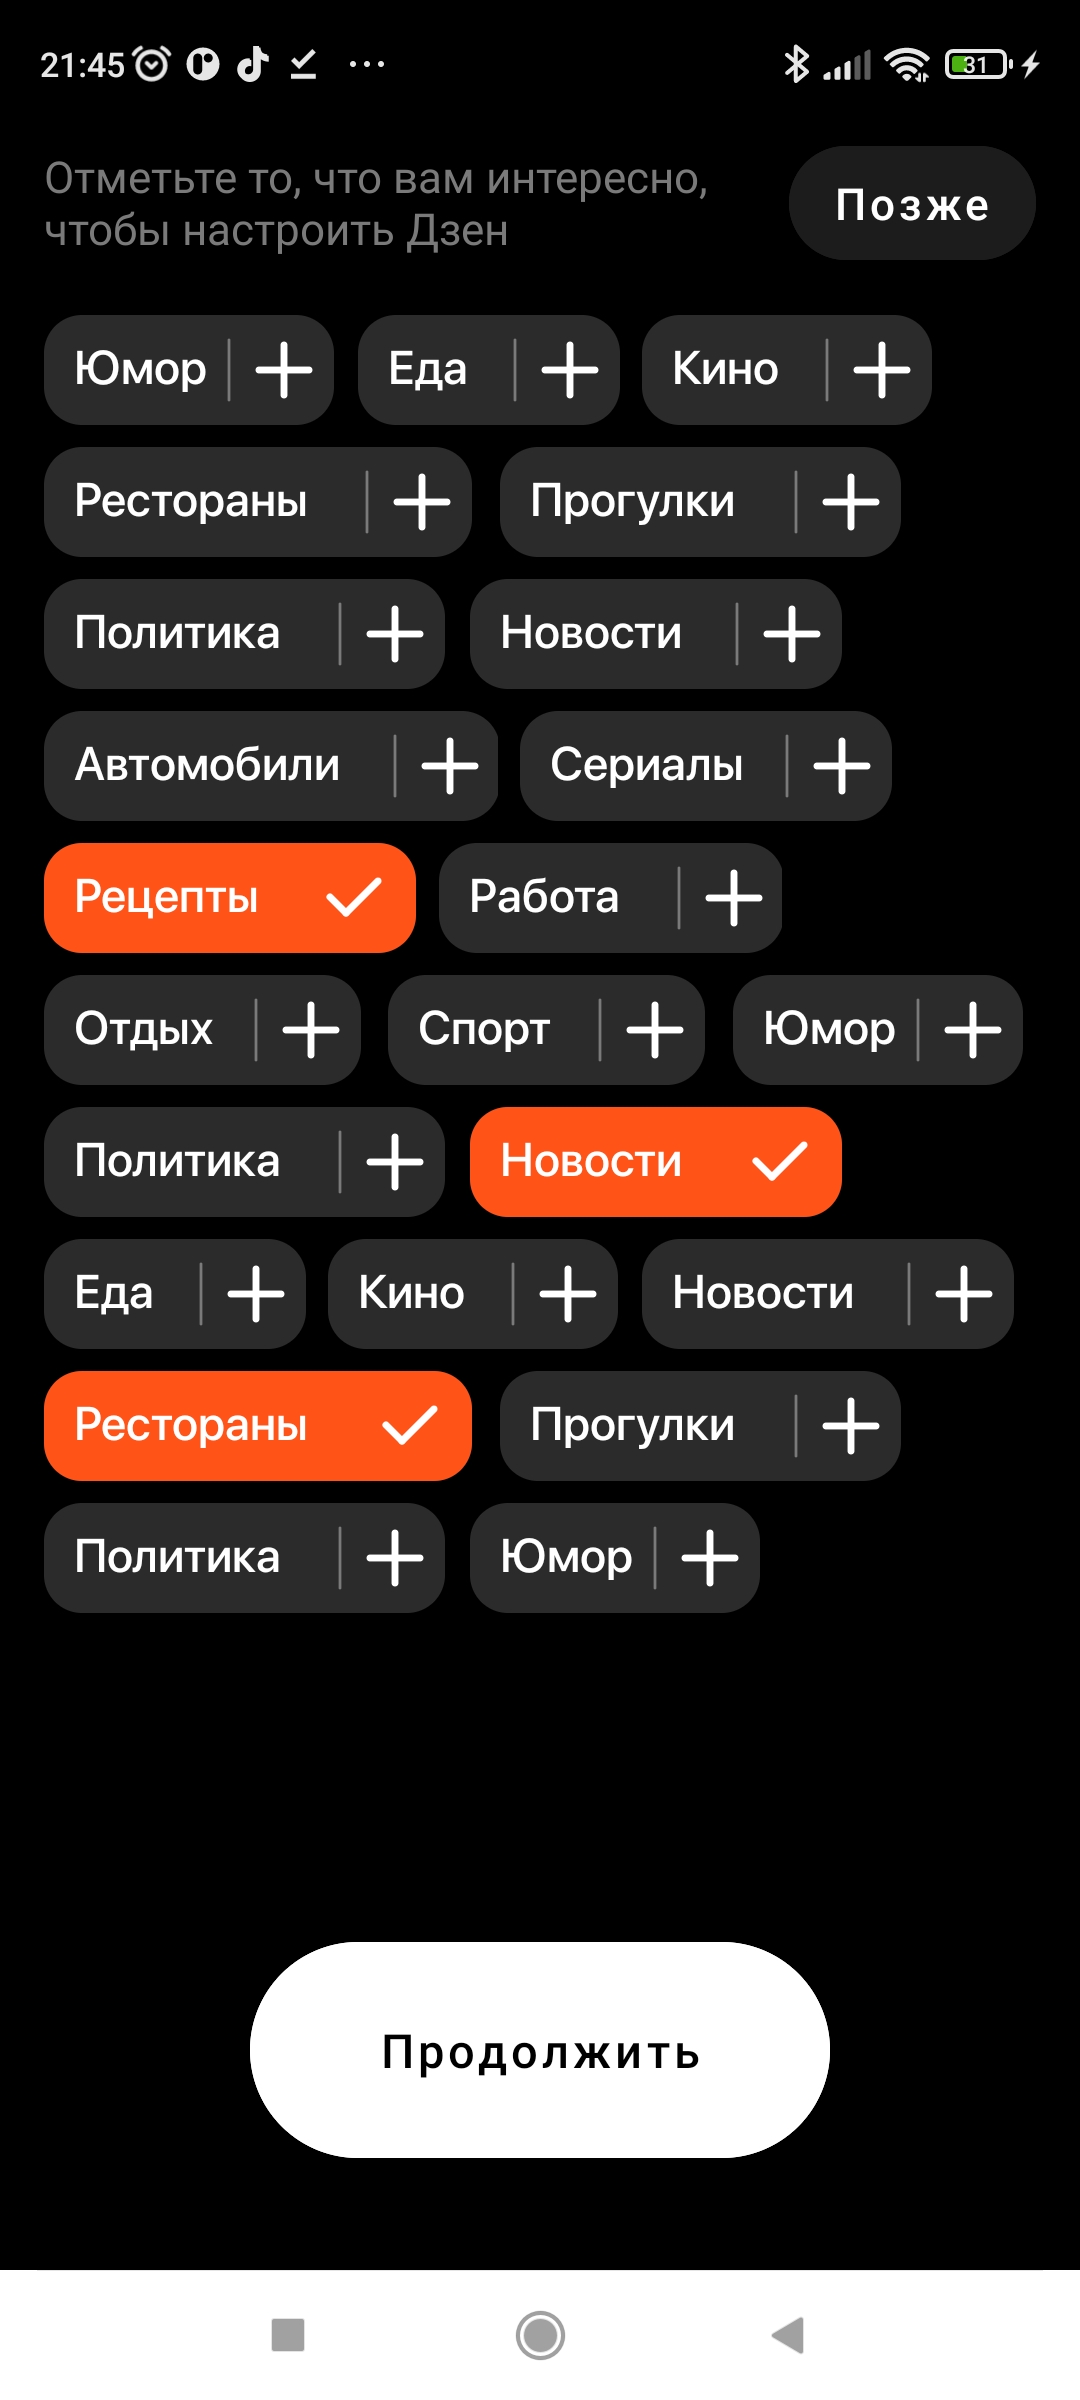 21:45
31
Отметьте то, что вам интересно,
чтобы настроить Дзен
Позже
Юмор Еда Кино
Рестораны Прогулки
Политика Новости
Автомобили Сериалы
Рецепты Работа
Отдых Спорт Юмор
Политика Новости
Еда Кино Новости
Рестораны Прогулки
Политика Юмор
Продолжить